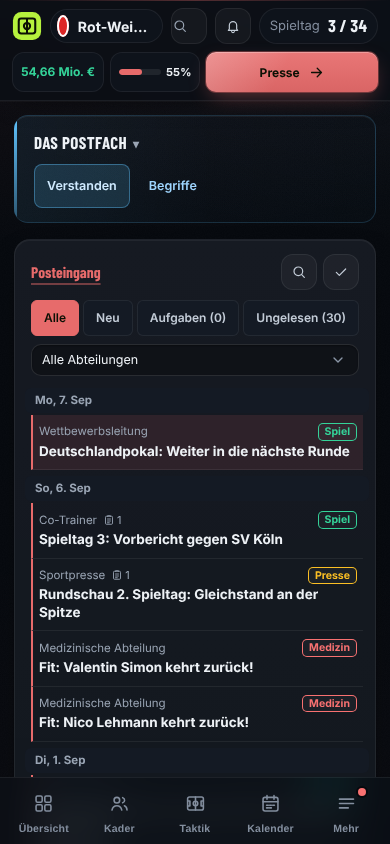 Rot-Wei...
Spieltag 3 / 34
54,66 Mio. €
55%
Presse →
DAS POSTFACH ▼
Verstanden
Begriffe
Posteingang
Alle
Neu
Aufgaben (0)
Ungelesen (30)
Alle Abteilungen
Mo, 7. Sep
Wettbewerbsleitung
Spiel
Deutschlandpokal: Weiter in die nächste Runde
So, 6. Sep
Co-Trainer 1
Spiel
Spieltag 3: Vorbericht gegen SV Köln
Sportpresse 1
Presse
Rundschau 2. Spieltag: Gleichstand an der
Spitze
Medizinische Abteilung
Medizin
Fit: Valentin Simon kehrt zurück!
Medizinische Abteilung
Medizin
Fit: Nico Lehmann kehrt zurück!
Di, 1. Sep
Übersicht
Kader
Taktik
Kalender
Mehr